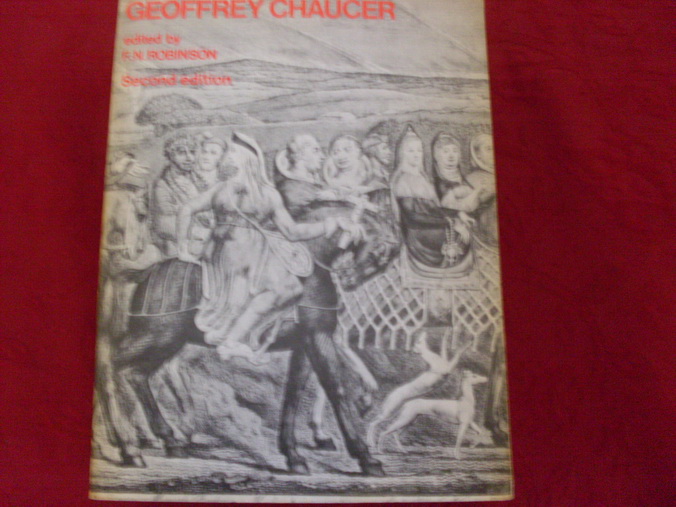 GEOFFREY CHAUCER
edited by
F.N. ROBINSON
Second edition